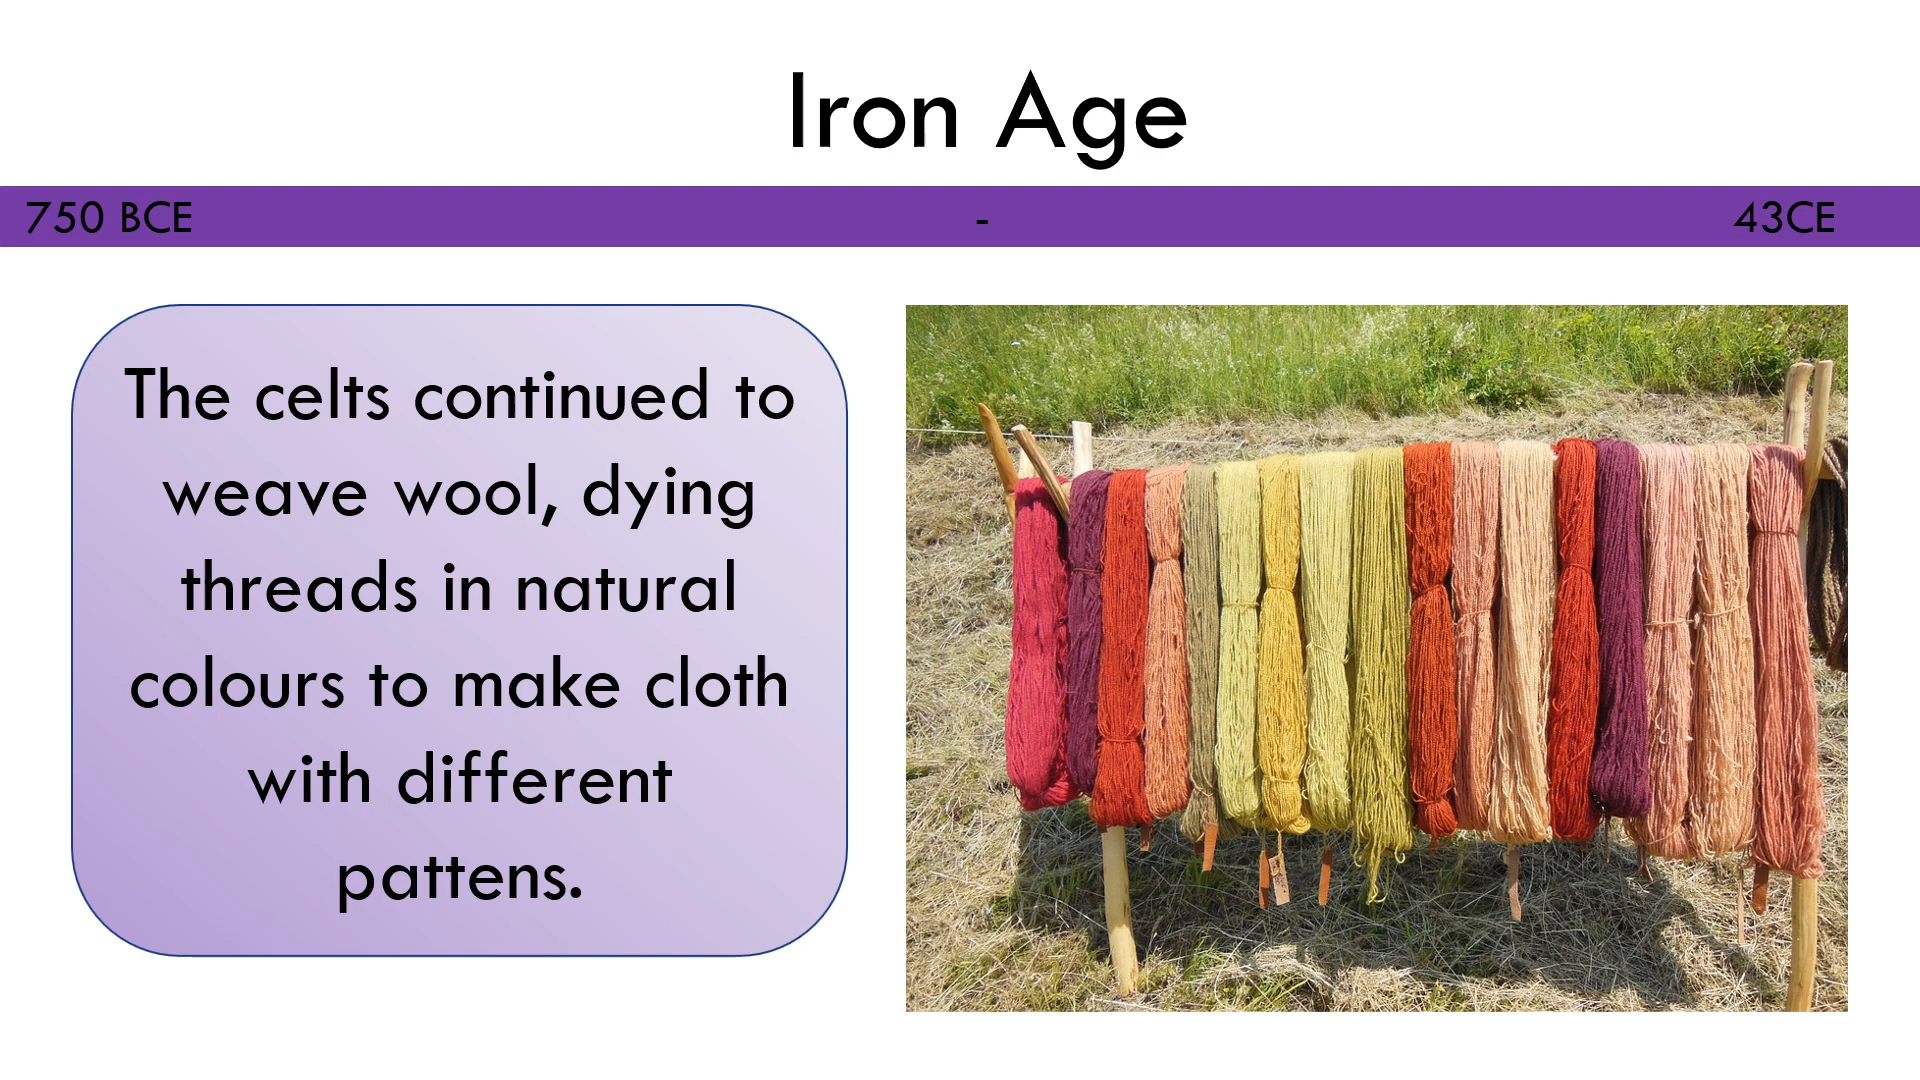 Iron Age
750 BCE - 43CE
The celts continued to
weave wool, dying
threads in natural
colours to make cloth
with different
pattens.